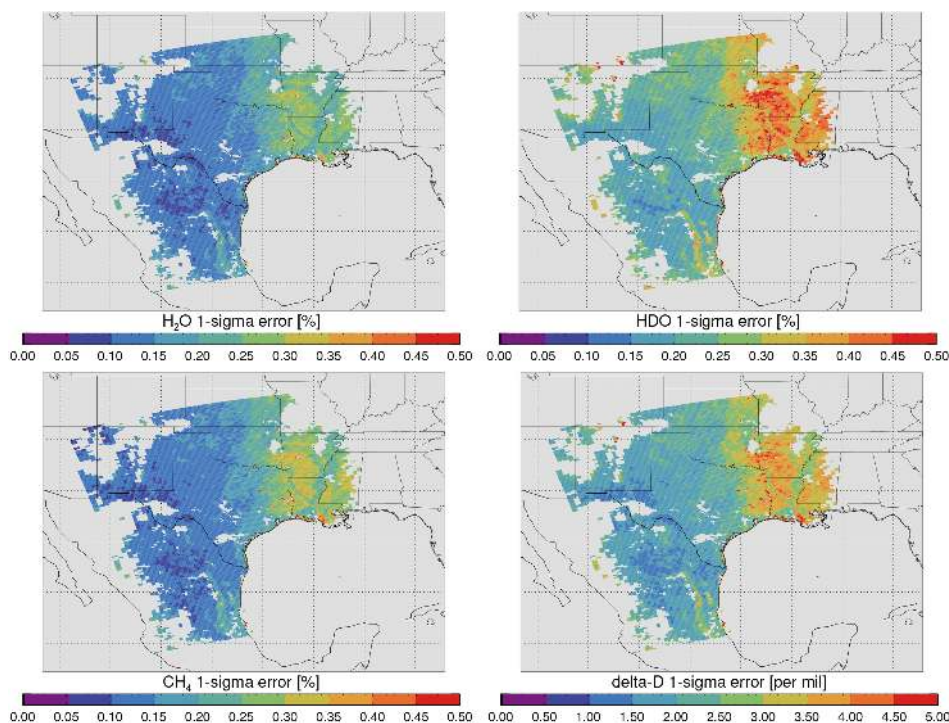 H₂O 1-sigma error [%]
0.00 0.05 0.10 0.15 0.20 0.25 0.30 0.35 0.40 0.45 0.50
HDO 1-sigma error [%]
0.00 0.05 0.10 0.15 0.20 0.25 0.30 0.35 0.40 0.45 0.50
CH₄ 1-sigma error [%]
0.00 0.05 0.10 0.15 0.20 0.25 0.30 0.35 0.40 0.45 0.50
delta-D 1-sigma error [per mil]
0.00 0.50 1.00 1.50 2.00 2.50 3.00 3.50 4.00 4.50